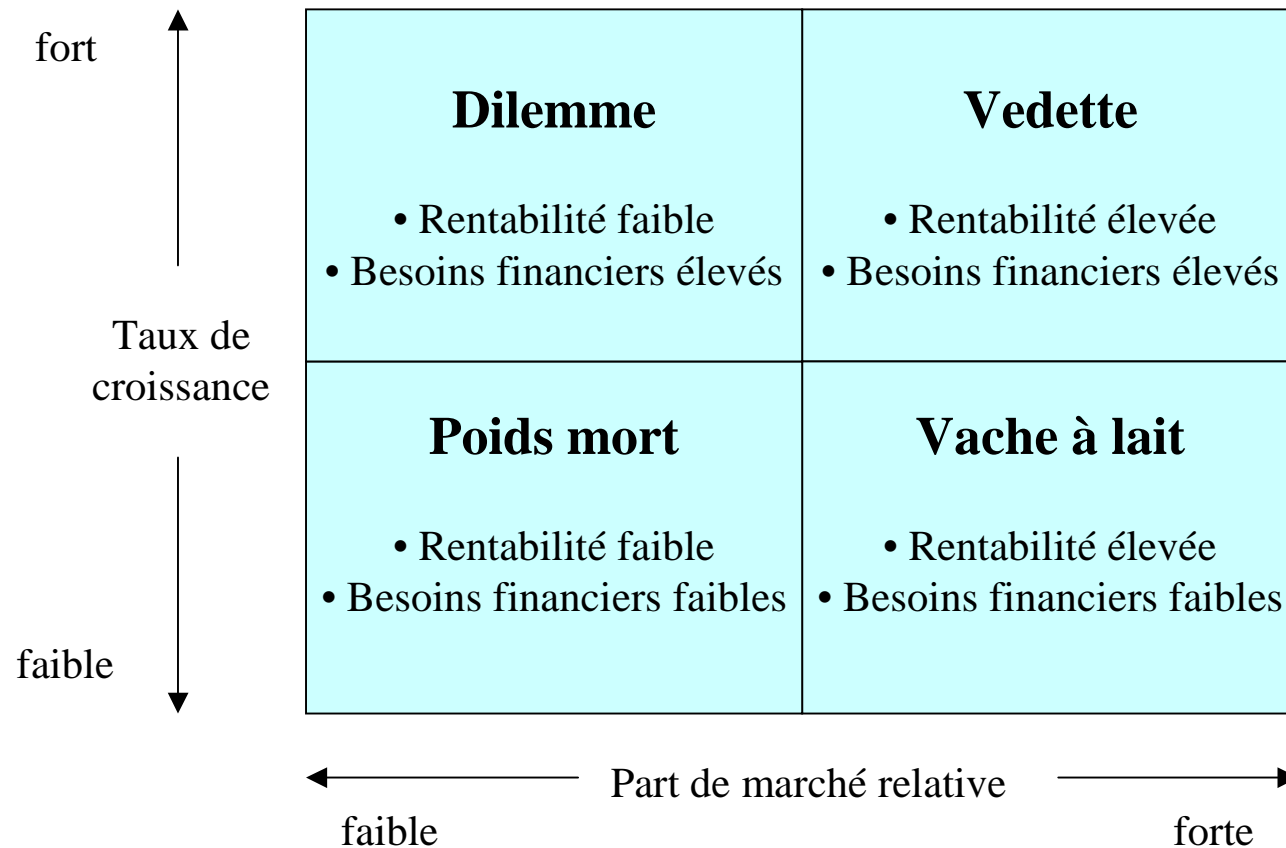 fort
Dilemme
Vedette
• Rentabilité faible
• Rentabilité élevée
• Besoins financiers élevés
• Besoins financiers élevés
Taux de
croissance
Poids mort
Vache à lait
• Rentabilité faible
• Rentabilité élevée
• Besoins financiers faibles
• Besoins financiers faibles
faible
Part de marché relative
faible
forte